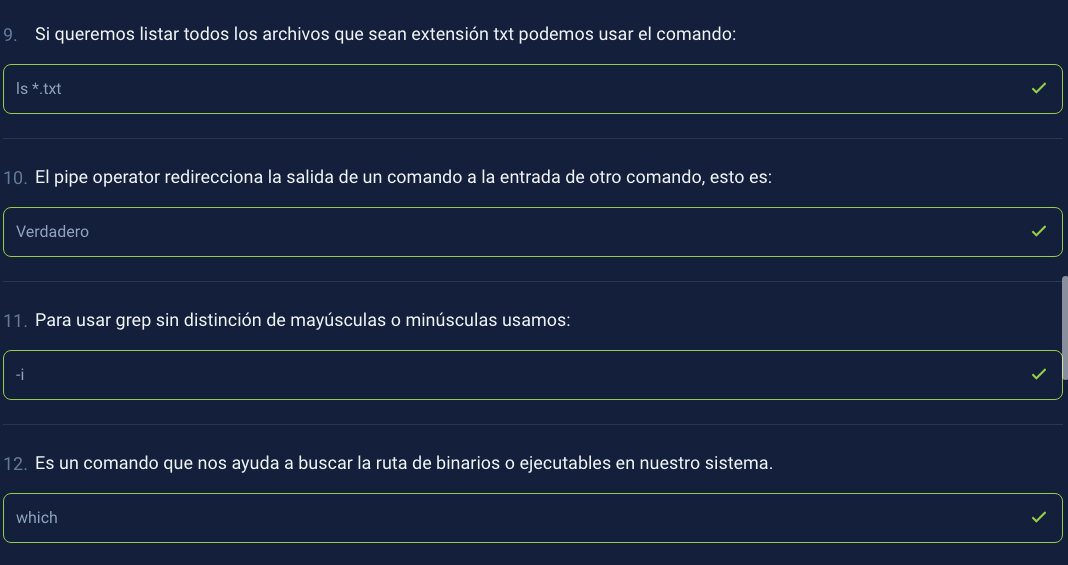 9. Si queremos listar todos los archivos que sean extensión txt podemos usar el comando:
ls *.txt
10. El pipe operator redirecciona la salida de un comando a la entrada de otro comando, esto es:
Verdadero
11. Para usar grep sin distinción de mayúsculas o minúsculas usamos:
-i
12. Es un comando que nos ayuda a buscar la ruta de binarios o ejecutables en nuestro sistema.
which